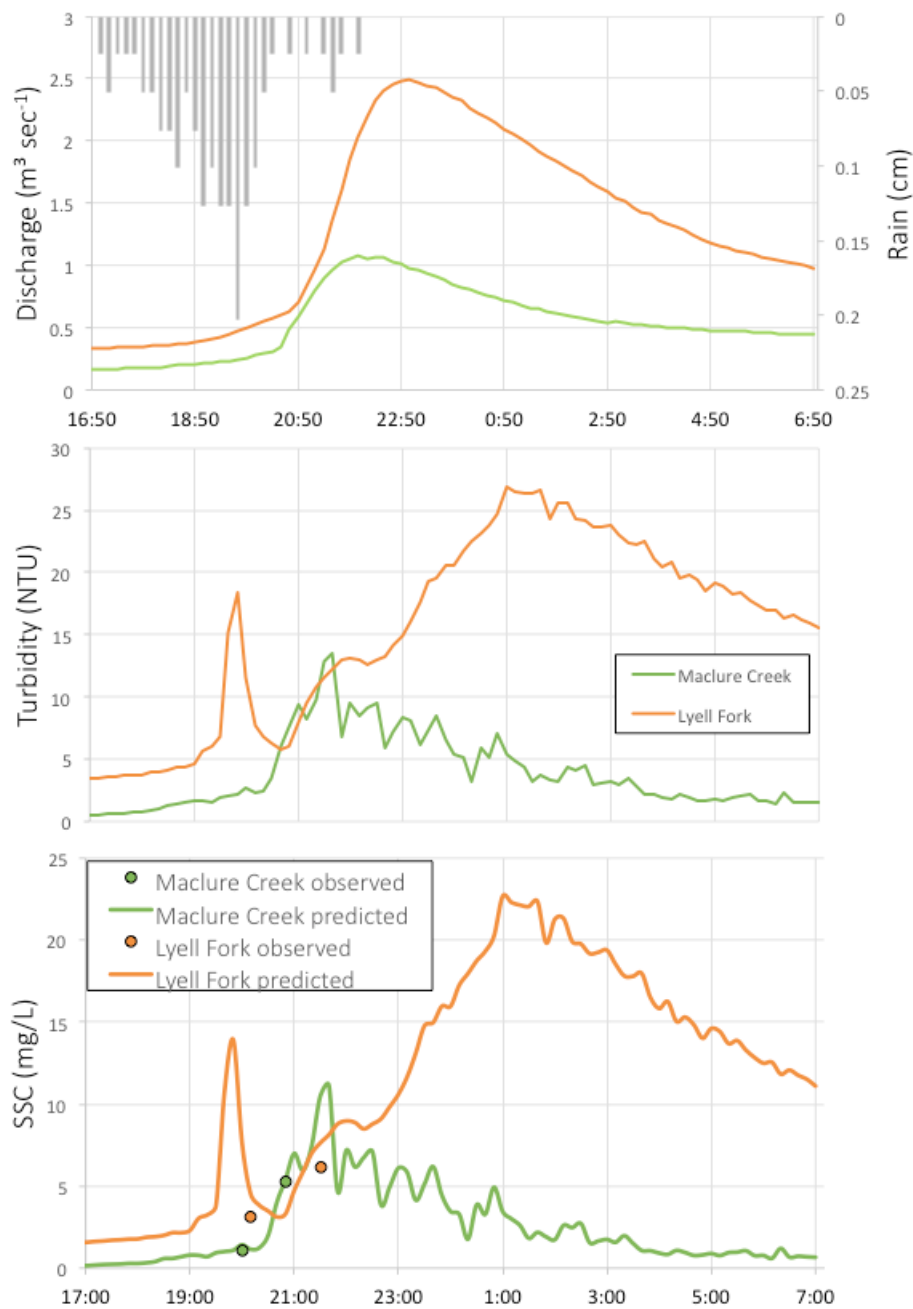 3
2.5
2
1.5
1
0.5
0
Discharge (m³ sec⁻¹)
0
0.05
0.1
0.15
0.2
0.25
Rain (cm)
16:50 18:50 20:50 22:50 0:50 2:50 4:50 6:50
30
25
20
15
10
5
0
Turbidity (NTU)
Maclure Creek
Lyell Fork
25
20
15
10
5
0
SSC (mg/L)
Maclure Creek observed
Maclure Creek predicted
Lyell Fork observed
Lyell Fork predicted
17:00 19:00 21:00 23:00 1:00 3:00 5:00 7:00